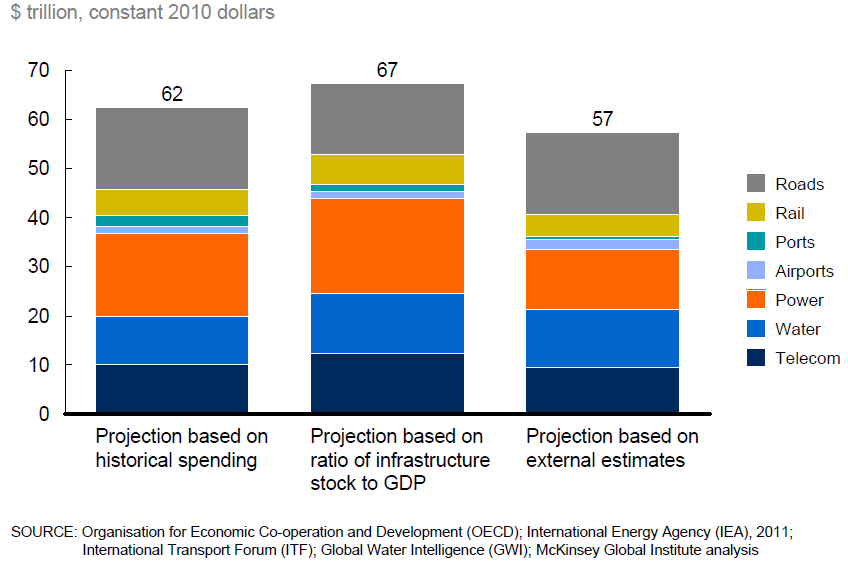 $ trillion, constant 2010 dollars
70
60
50
40
30
20
10
0
62
67
57
Roads
Rail
Ports
Airports
Power
Water
Telecom
Projection based on
historical spending
Projection based on
ratio of infrastructure
stock to GDP
Projection based on
external estimates
SOURCE: Organisation for Economic Co-operation and Development (OECD); International Energy Agency (IEA), 2011;
International Transport Forum (ITF); Global Water Intelligence (GWI); McKinsey Global Institute analysis